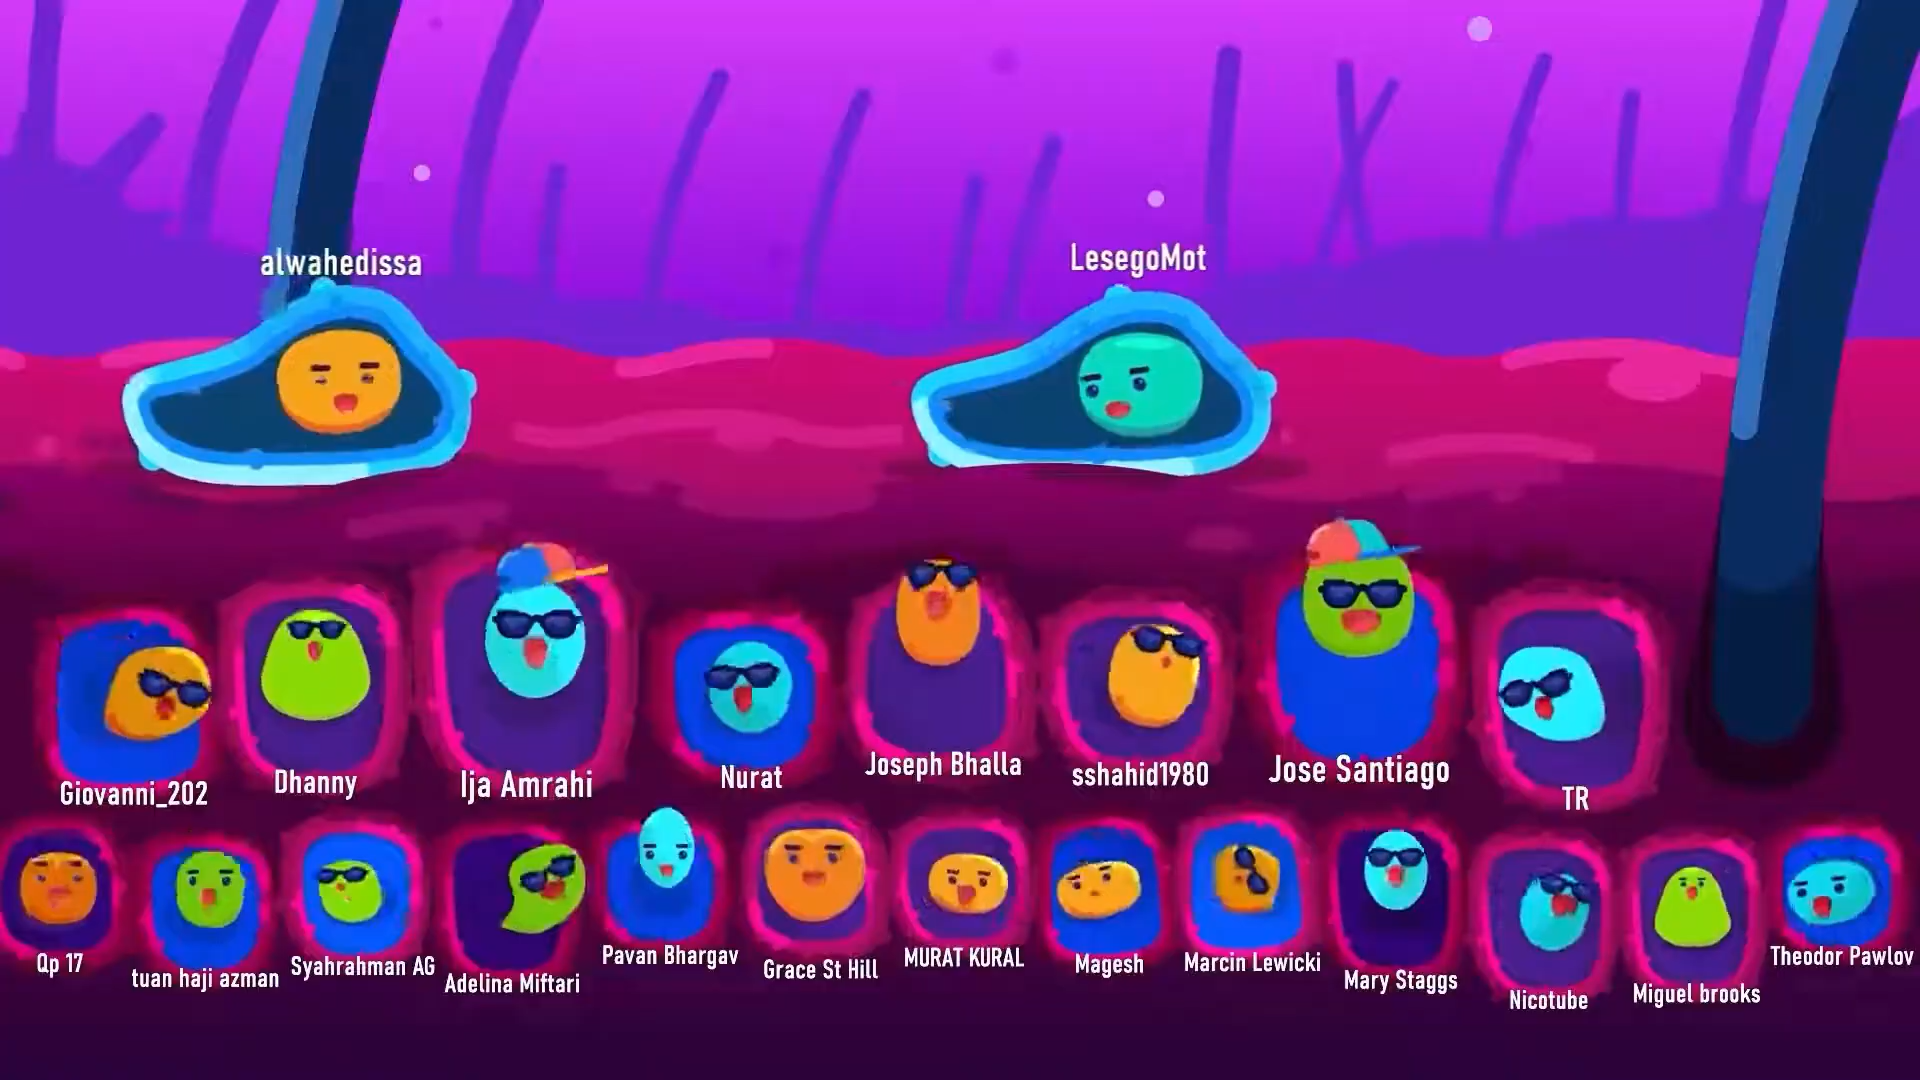 alwahedissa
LesegoMot
Giovanni_202
Dhanny
Ija Amrahi
Nurat
Joseph Bhalla
sshahid1980
Jose Santiago
TR
Qp 17
tuan haji azman
Syahrahman AG
Adelina Miftari
Pavan Bhargav
Grace St Hill
MURAT KURAL
Magesh
Marcin Lewicki
Mary Staggs
Nicotube
Miguel brooks
Theodor Pawlov